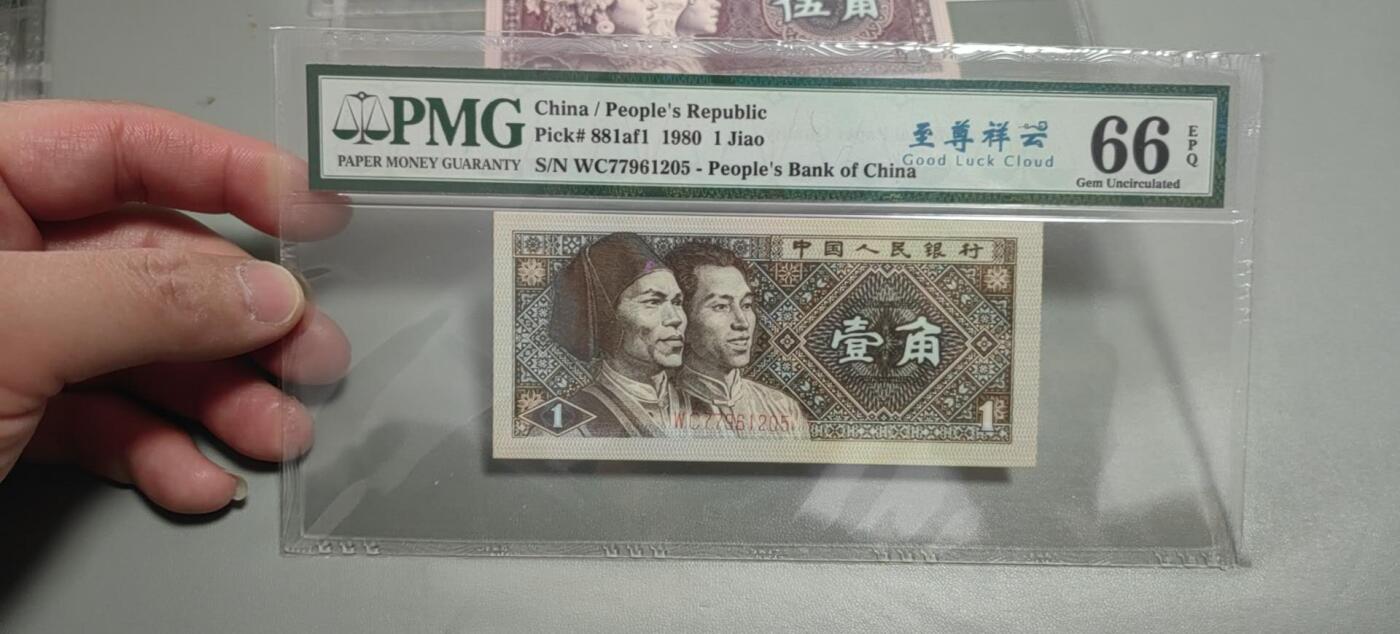 伍角
PMG
PAPER MONEY GUARANTY
China / People's Republic
Pick# 881af1 1980 1 Jiao
S/N WC77961205 - People's Bank of China
至尊祥云
Good Luck Cloud
66
EPQ
Gem Uncirculated
中国人民银行
壹角
1
WC77961205
1